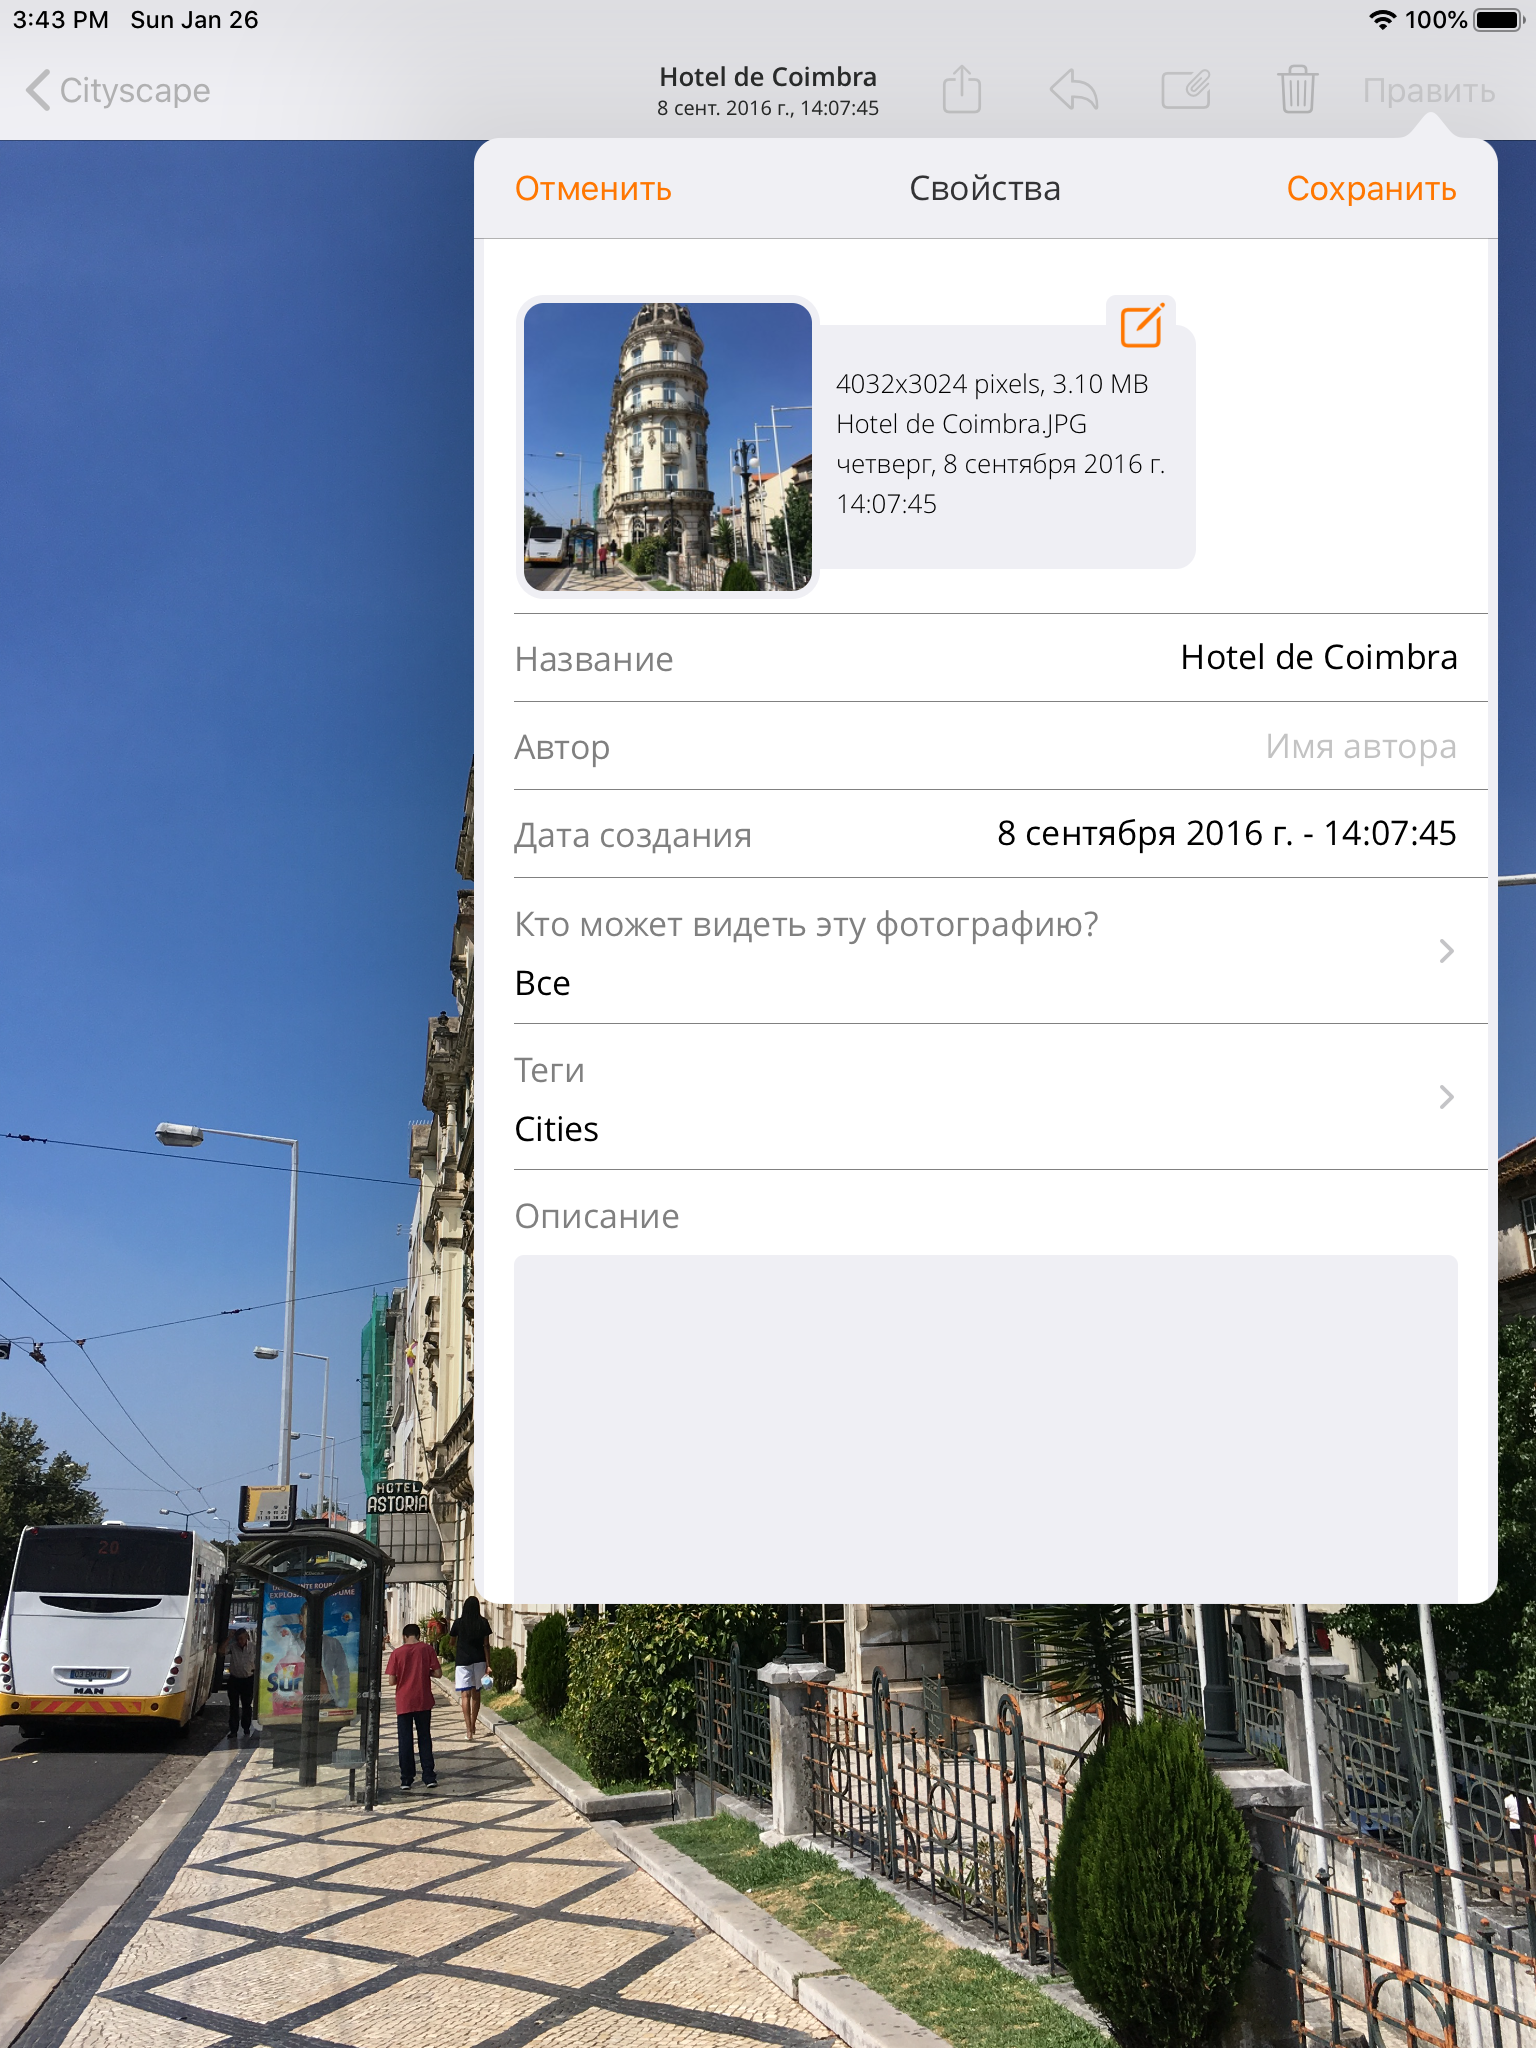 3:43 PM Sun Jan 26
100%
Cityscape
Hotel de Coimbra
8 сент. 2016 г., 14:07:45
Править
Отменить
Свойства
Сохранить
4032x3024 pixels, 3.10 MB
Hotel de Coimbra.JPG
четверг, 8 сентября 2016 г.
14:07:45
Название
Hotel de Coimbra
Автор
Имя автора
Дата создания
8 сентября 2016 г. - 14:07:45
Кто может видеть эту фотографию?
Все
Теги
Cities
Описание
HOTEL
ASTORIA
20
MAN